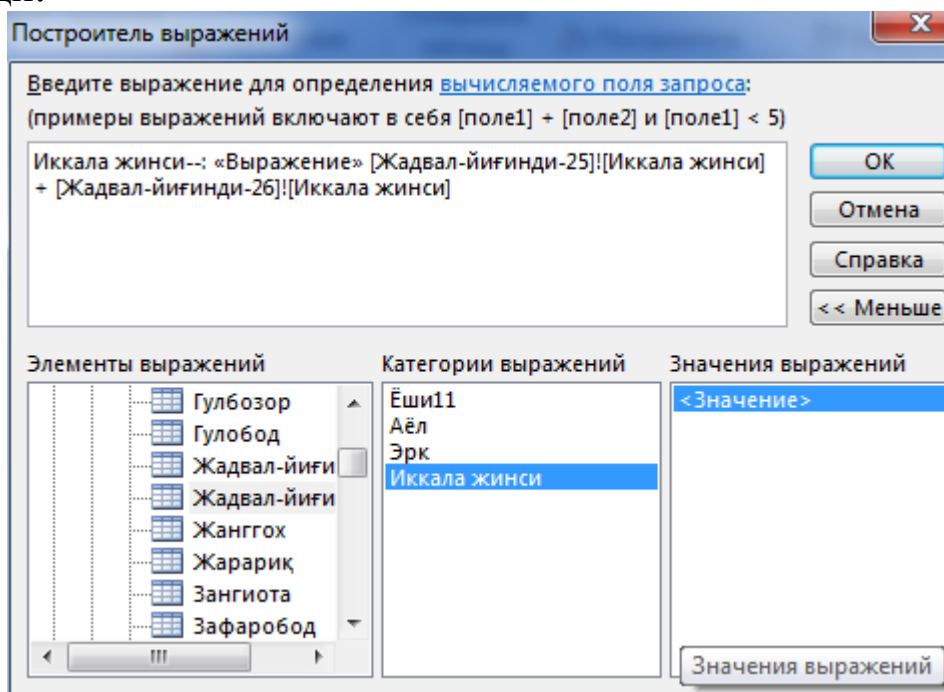 Построитель выражений
Введите выражение для определения вычисляемого поля запроса:
(примеры выражений включают в себя [поле1] + [поле2] и [поле1] < 5)
Иккала жинси--: «Выражение» [Жадвал-йиғинди-25]![Иккала жинси]
+ [Жадвал-йиғинди-26]![Иккала жинси]
OK
Отмена
Справка
<< Меньше
Элементы выражений
Гулбозор
Гулобод
Жадвал-йиғи
Жадвал-йиғи
Жанггох
Жарариқ
Зангиота
Зафаробод
Категории выражений
Ёши11
Аёл
Эрк
Иккала жинси
Значения выражений
<Значение>
Значения выражений